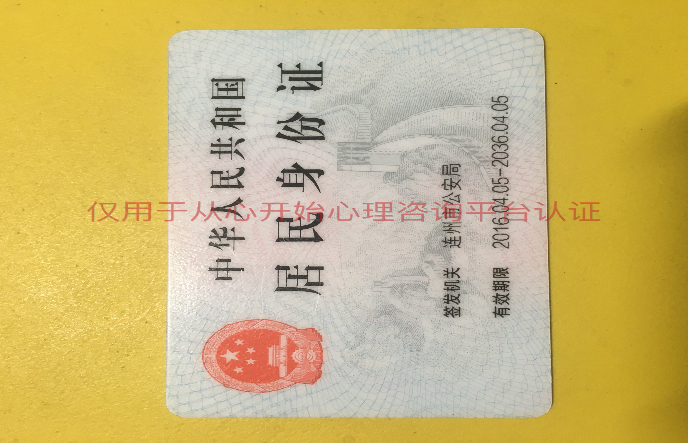 中华人民共和国
居民身份证
签发机关 连州市公安局
有效期限 2016.04.05-2036.04.05
仅用于从心开始心理咨询平台认证